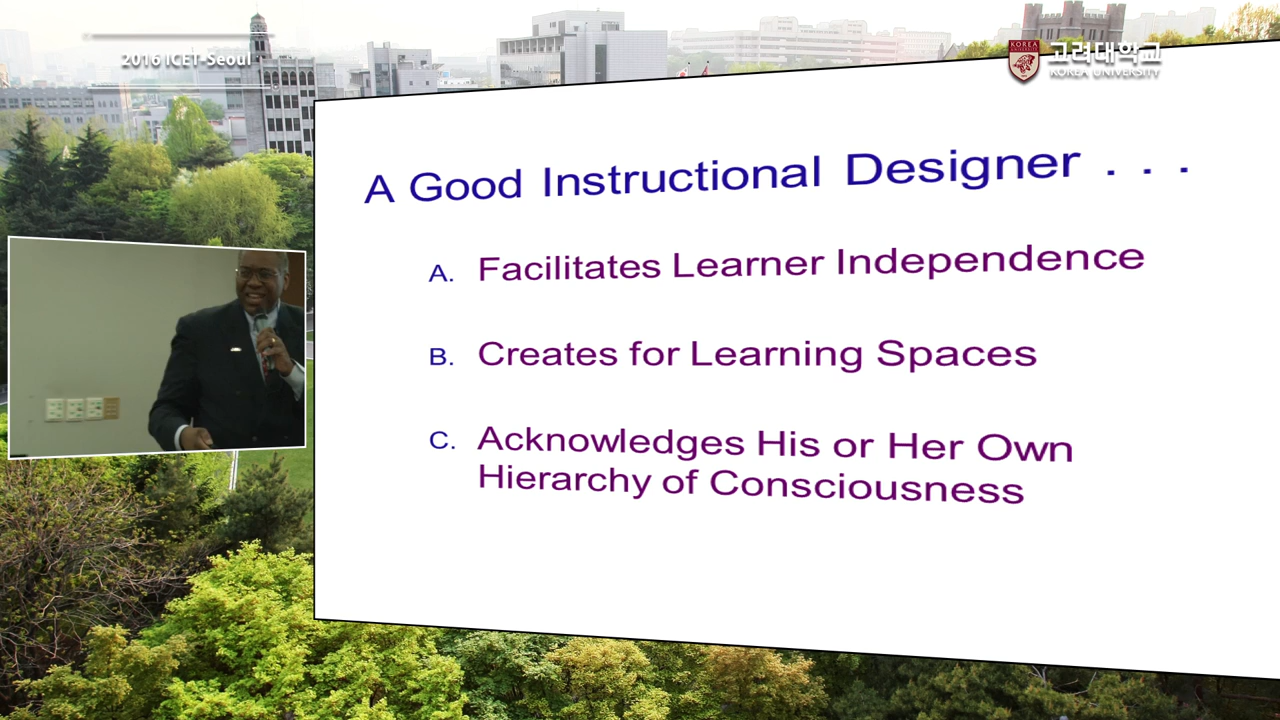 2016 ICET-Seoul
KOREA
고려대학교
KOREA UNIVERSITY
A Good Instructional Designer . . .
A. Facilitates Learner Independence
B. Creates for Learning Spaces
C. Acknowledges His or Her Own
Hierarchy of Consciousness